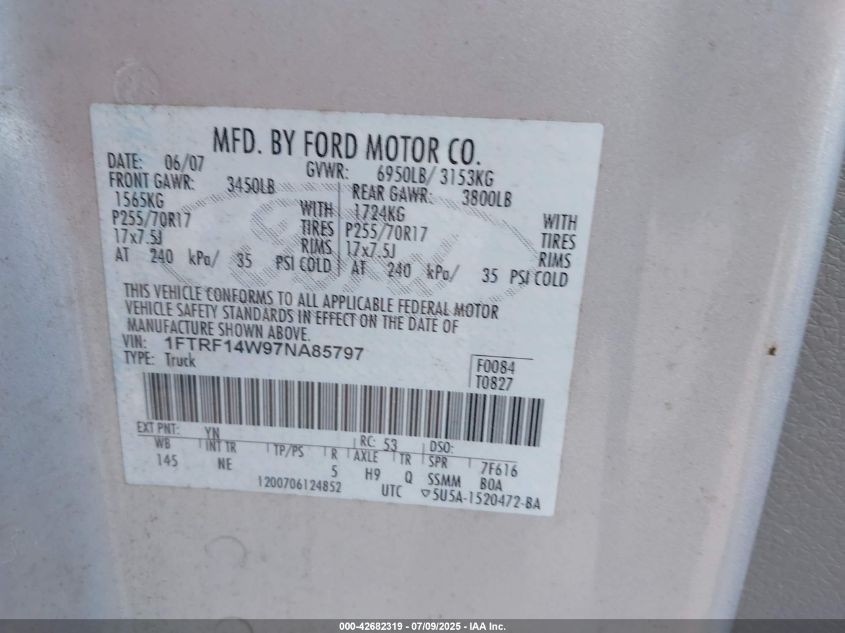 MFD. BY FORD MOTOR CO.
DATE: 06/07 GVWR: 6950LB/ 3153KG
FRONT GAWR: 3450LB REAR GAWR: 3800LB
1565KG WITH 1724KG WITH
P255/70R17 TIRES P255/70R17 TIRES
17x7.5J RIMS 17x7.5J RIMS
AT 240 kPa/ 35 PSI COLD AT 240 kPa/ 35 PSI COLD
THIS VEHICLE CONFORMS TO ALL APPLICABLE FEDERAL MOTOR
VEHICLE SAFETY STANDARDS IN EFFECT ON THE DATE OF
MANUFACTURE SHOWN ABOVE.
VIN: 1FTRF14W97NA85797
TYPE: Truck
F0084
T0827
EXT PNT: YN RC: 53 DSO:
WB INT TR TP/PS R AXLE TR SPR 7F616
145 NE 5 H9 Q SSMM BOA
1200706124852 UTC ▽5U5A-1520472-BA
000-42682319 / 07/09/2025 - IAA Inc.